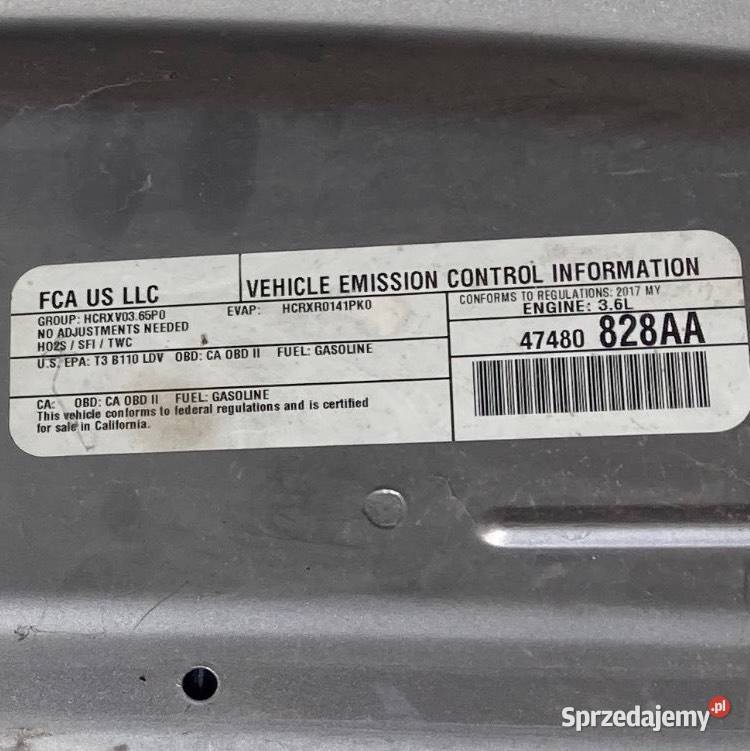 FCA US LLC
VEHICLE EMISSION CONTROL INFORMATION
GROUP: HCRXV03.65P0
EVAP: HCRXR0141PK0
NO ADJUSTMENTS NEEDED
HO2S / SFI / TWC
CONFORMS TO REGULATIONS: 2017 MY
ENGINE: 3.6L
47480 828AA
U.S. EPA: T3 B110 LDV OBD: CA OBD II FUEL: GASOLINE
CA: OBD: CA OBD II FUEL: GASOLINE
This vehicle conforms to federal regulations and is certified
for sale in California.
Sprzedajemy.pl